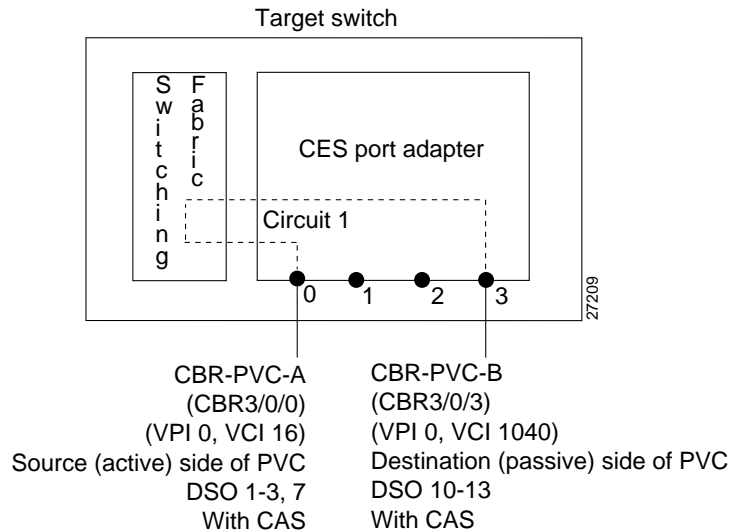 Target switch
Switching
Fabric
CES port adapter
Circuit 1
0
1
2
3
27209
CBR-PVC-A
(CBR3/0/0)
(VPI 0, VCI 16)
Source (active) side of PVC
DSO 1-3, 7
With CAS
CBR-PVC-B
(CBR3/0/3)
(VPI 0, VCI 1040)
Destination (passive) side of PVC
DSO 10-13
With CAS